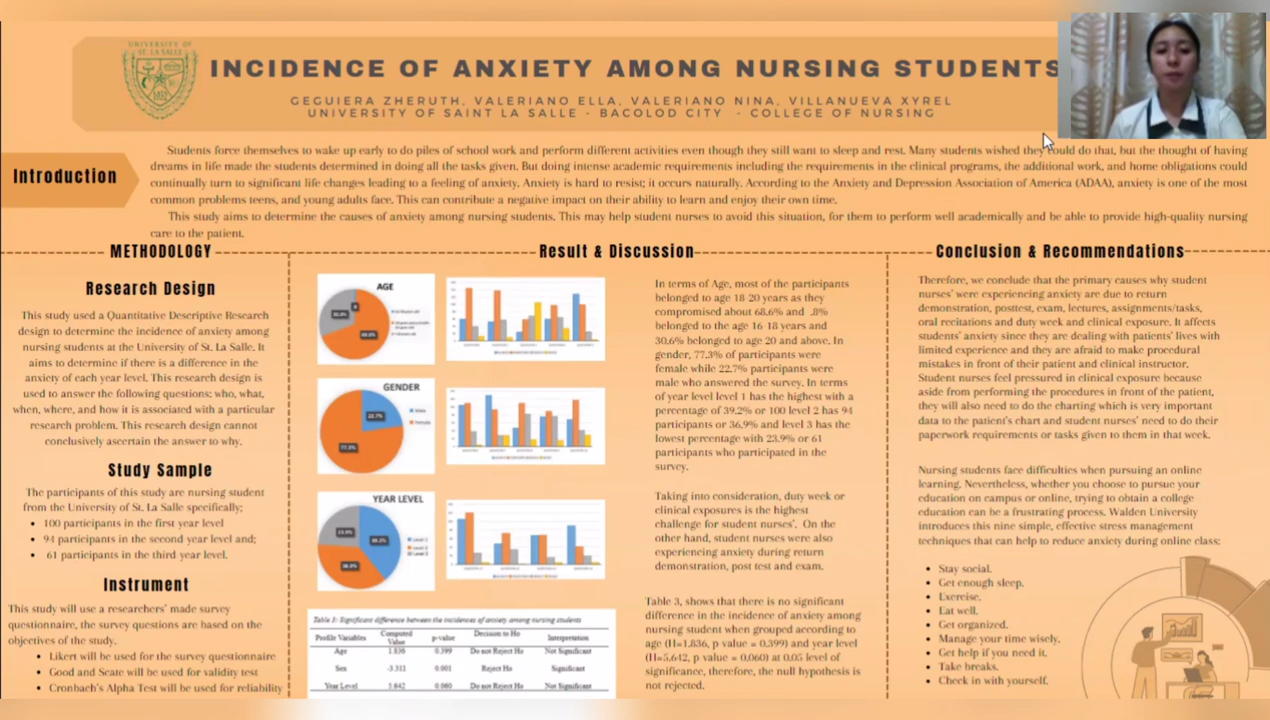 UNIVERSITY OF
ST. LA SALLE
INCIDENCE OF ANXIETY AMONG NURSING STUDENTS
GEGUIERA ZHERUTH, VALERIANO ELLA, VALERIANO NINA, VILLANUEVA XYREL
UNIVERSITY OF SAINT LA SALLE - BACOLOD CITY - COLLEGE OF NURSING
Introduction
Students force themselves to wake up early to do piles of school work and perform different activities even though they still want to sleep and rest. Many students wished they could do that, but the thought of having
dreams in life made the students determined in doing all the tasks given. But doing intense academic requirements including the requirements in the clinical programs, the additional work, and home obligations could
continually turn to significant life changes leading to a feeling of anxiety. Anxiety is hard to resist; it occurs naturally. According to the Anxiety and Depression Association of America (ADAA), anxiety is one of the most
common problems teens, and young adults face. This can contribute a negative impact on their ability to learn and enjoy their own time.
This study aims to determine the causes of anxiety among nursing students. This may help student nurses to avoid this situation, for them to perform well academically and be able to provide high-quality nursing
care to the patient.
METHODOLOGY
Research Design
This study used a Quantitative Descriptive Research
design to determine the incidence of anxiety among
nursing students at the University of St. La Salle. It
aims to determine if there is a difference in the
anxiety of each year level. This research design is
used to answer the following questions: who, what,
when, where, and how it is associated with a particular
research problem. This research design cannot
conclusively ascertain the answer to why.
Study Sample
The participants of this study are nursing student
from the University of St. La Salle specifically;
• 100 participants in the first year level
• 94 participants in the second year level and;
• 61 participants in the third year level.
Instrument
This study will use a researchers' made survey
questionnaire, the survey questions are based on the
objectives of the study.
• Likert will be used for the survey questionnaire
• Good and Scate will be used for validity test
• Cronbach's Alpha Test will be used for reliability
Result & Discussion
AGE
GENDER
22.7%
77.3%
Male
Female
YEAR LEVEL
23.9%
39.2%
36.9%
Level 1
Level 2
Level 3
Table 3: Significant difference between the incidences of anxiety among nursing students
Profile Variables Computed Value p-value Decision to Ho Interpretation
Age 1.836 0.399 Do not Reject Ho Not Significant
Sex -3.311 0.001 Reject Ho Significant
Year Level 5.642 0.060 Do not Reject Ho Not Significant
In terms of Age, most of the participants
belonged to age 18-20 years as they
compromised about 68.6% and .8%
belonged to the age 16-18 years and
30.6% belonged to age 20 and above. In
gender, 77.3% of participants were
female while 22.7% participants were
male who answered the survey. In terms
of year level level 1 has the highest with a
percentage of 39.2% or 100 level 2 has 94
participants or 36.9% and level 3 has the
lowest percentage with 23.9% or 61
participants who participated in the
survey.
Taking into consideration, duty week or
clinical exposures is the highest
challenge for student nurses'. On the
other hand, student nurses were also
experiencing anxiety during return
demonstration, post test and exam.
Table 3, shows that there is no significant
difference in the incidence of anxiety among
nursing student when grouped according to
age (H=1.836, p value = 0.399) and year level
(H=5.642, p value = 0.060) at 0.05 level of
significance, therefore, the null hypothesis is
not rejected.
Conclusion & Recommendations
Therefore, we conclude that the primary causes why student
nurses' were experiencing anxiety are due to return
demonstration, posttest, exam, lectures, assignments/tasks,
oral recitations and duty week and clinical exposure. It affects
students' anxiety since they are dealing with patients' lives with
limited experience and they are afraid to make procedural
mistakes in front of their patient and clinical instructor.
Student nurses feel pressured in clinical exposure because
aside from performing the procedures in front of the patient,
they will also need to do the charting which is very important
data to the patient's chart and student nurses' need to do their
paperwork requirements or tasks given to them in that week.
Nursing students face difficulties when pursuing an online
learning. Nevertheless, whether you choose to pursue your
education on campus or online, trying to obtain a college
education can be a frustrating process. Walden University
introduces this nine simple, effective stress management
techniques that can help to reduce anxiety during online class:
• Stay social.
• Get enough sleep.
• Exercise.
• Eat well.
• Get organized.
• Manage your time wisely.
• Get help if you need it.
• Take breaks.
• Check in with yourself.